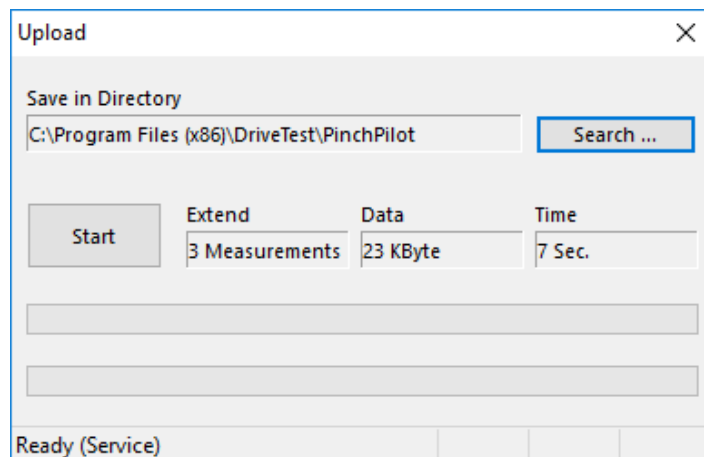 Upload
Save in Directory
C:\Program Files (x86)\DriveTest\PinchPilot
Search ...
Start
Extend
Data
Time
3 Measurements
23 KByte
7 Sec.
Ready (Service)